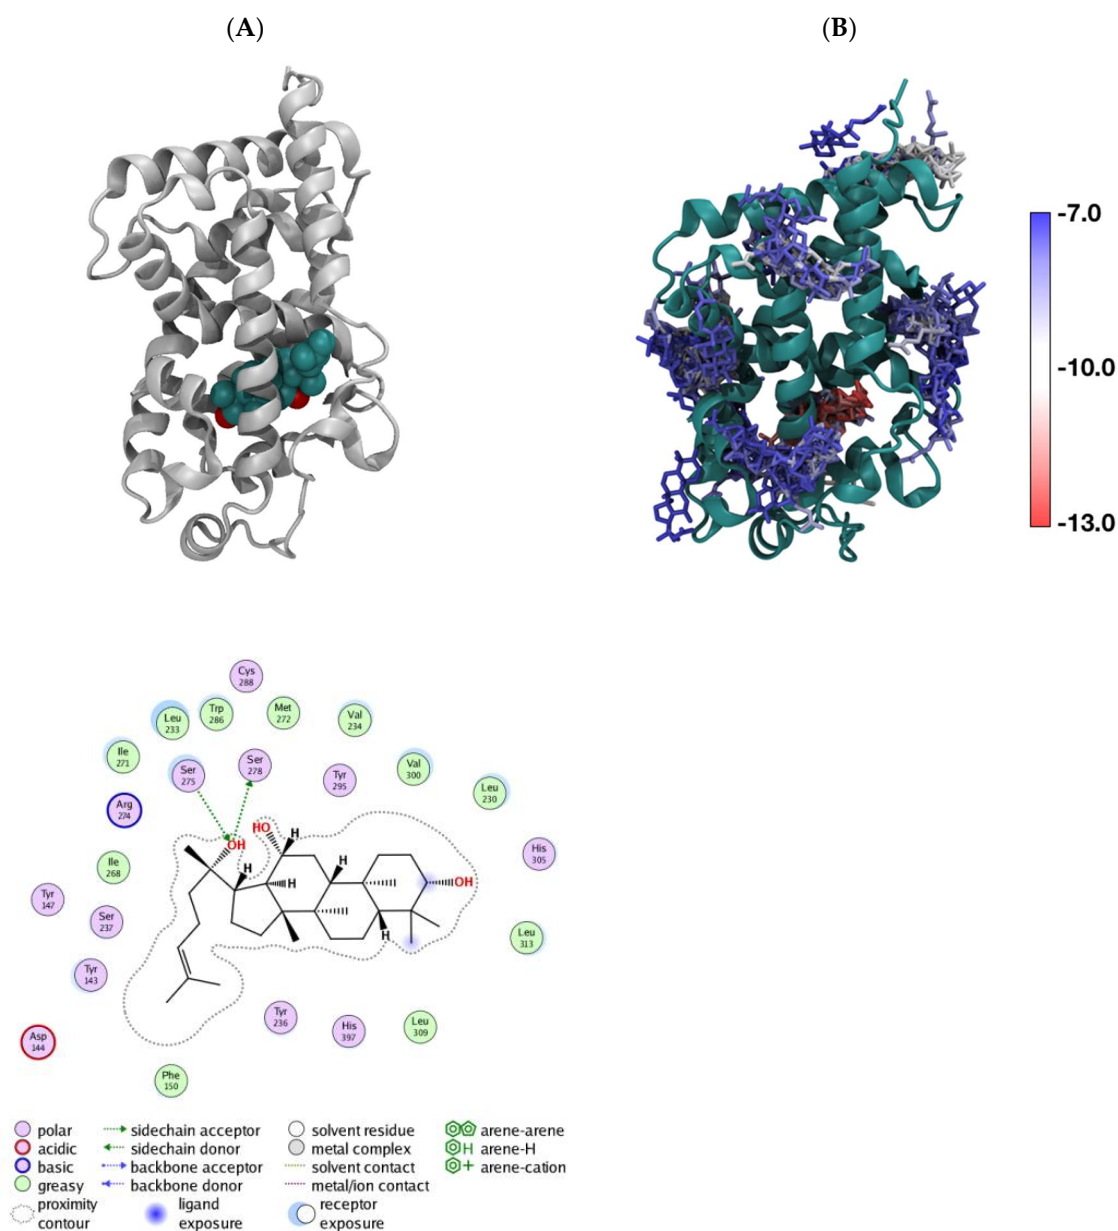 (A)
(B)
-7.0
-10.0
-13.0
Cys
288
Leu
233
Trp
286
Met
272
Val
234
Ile
271
Ser
275
Ser
278
Tyr
295
Val
300
Leu
230
Arg
274
HO
H
OH
His
305
Ile
268
H
H
H
OH
Tyr
147
Ser
237
H
Leu
313
Tyr
143
Tyr
236
His
397
Leu
309
Asp
144
Phe
150
polar
sidechain acceptor
solvent residue
arene-arene
acidic
sidechain donor
metal complex
H arene-H
basic
backbone acceptor
solvent contact
+ arene-cation
greasy
backbone donor
metal/ion contact
proximity
contour
ligand
exposure
receptor
exposure